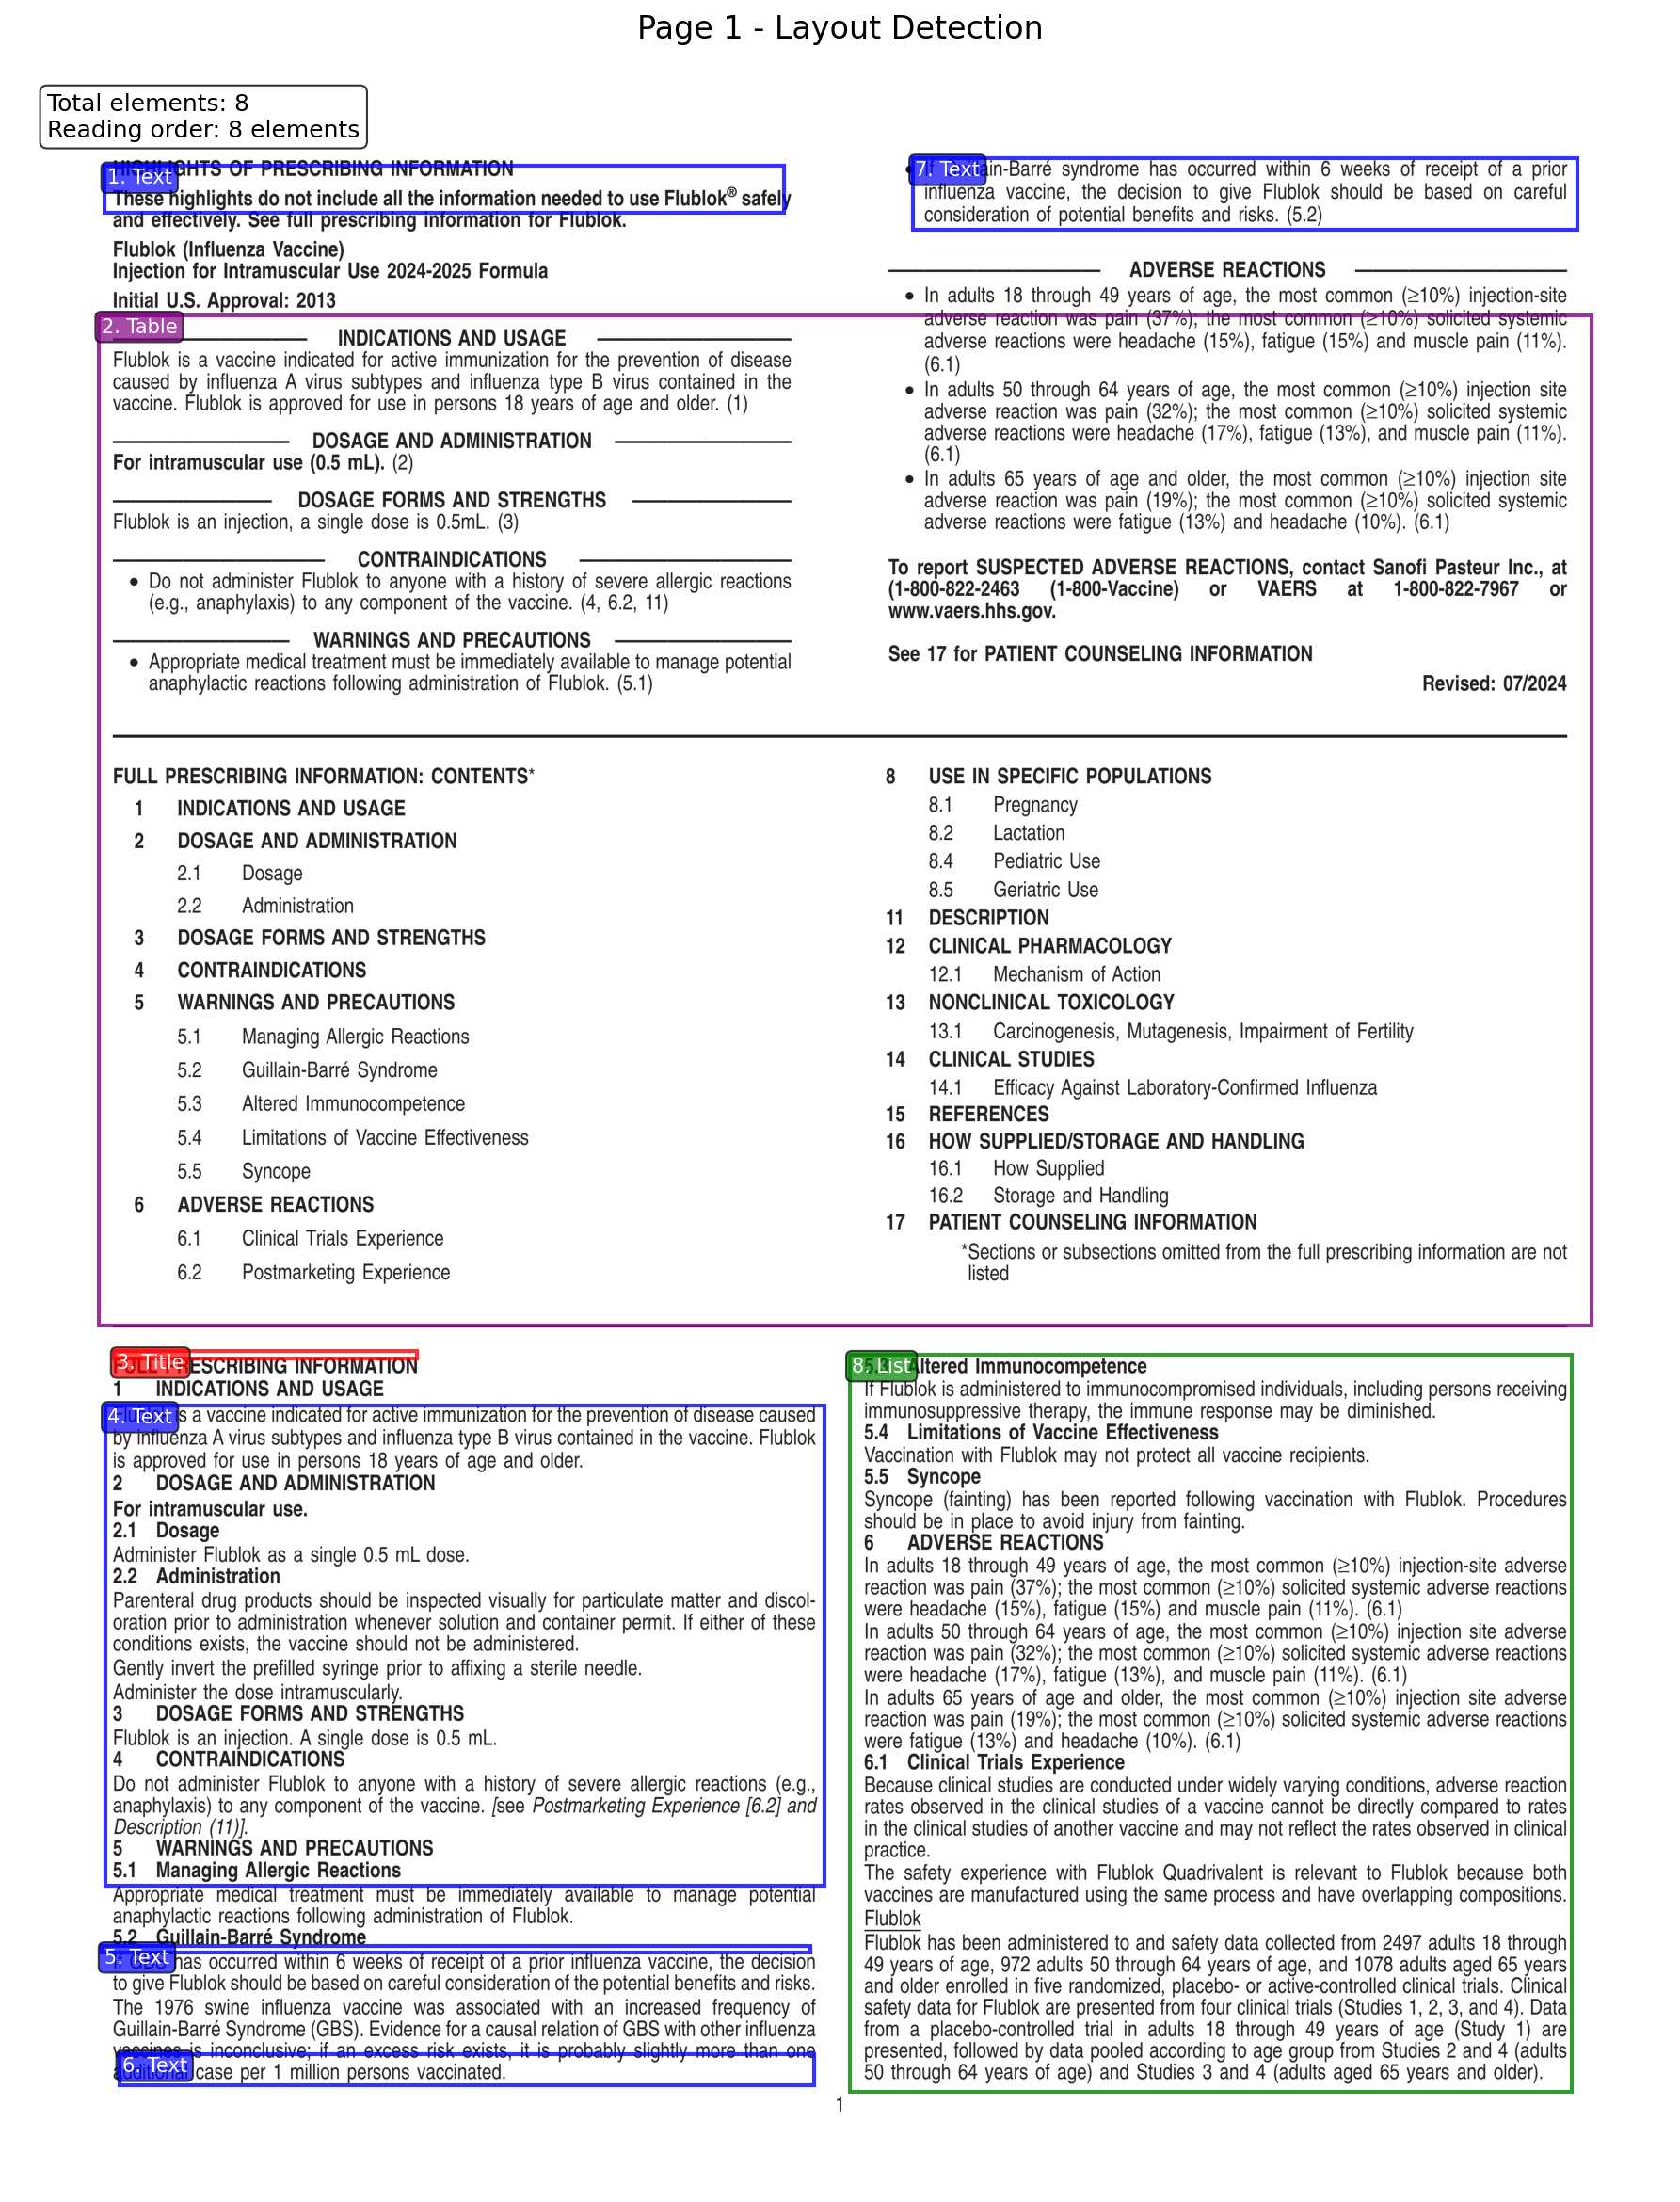 Page 1 - Layout Detection
Total elements: 8
Reading order: 8 elements
1. Text
HIGHLIGHTS OF PRESCRIBING INFORMATION
These highlights do not include all the information needed to use Flublok® safely
and effectively. See full prescribing information for Flublok.
Flublok (Influenza Vaccine)
Injection for Intramuscular Use 2024-2025 Formula
Initial U.S. Approval: 2013
2. Table
INDICATIONS AND USAGE
Flublok is a vaccine indicated for active immunization for the prevention of disease
caused by influenza A virus subtypes and influenza type B virus contained in the
vaccine. Flublok is approved for use in persons 18 years of age and older. (1)
DOSAGE AND ADMINISTRATION
For intramuscular use (0.5 mL). (2)
DOSAGE FORMS AND STRENGTHS
Flublok is an injection, a single dose is 0.5mL. (3)
CONTRAINDICATIONS
• Do not administer Flublok to anyone with a history of severe allergic reactions
(e.g., anaphylaxis) to any component of the vaccine. (4, 6.2, 11)
WARNINGS AND PRECAUTIONS
• Appropriate medical treatment must be immediately available to manage potential
anaphylactic reactions following administration of Flublok. (5.1)
7. Text
• If Guillain-Barré syndrome has occurred within 6 weeks of receipt of a prior
influenza vaccine, the decision to give Flublok should be based on careful
consideration of potential benefits and risks. (5.2)
ADVERSE REACTIONS
• In adults 18 through 49 years of age, the most common (≥10%) injection-site
adverse reaction was pain (37%); the most common (≥10%) solicited systemic
adverse reactions were headache (15%), fatigue (15%) and muscle pain (11%).
(6.1)
• In adults 50 through 64 years of age, the most common (≥10%) injection site
adverse reaction was pain (32%); the most common (≥10%) solicited systemic
adverse reactions were headache (17%), fatigue (13%), and muscle pain (11%).
(6.1)
• In adults 65 years of age and older, the most common (≥10%) injection site
adverse reaction was pain (19%); the most common (≥10%) solicited systemic
adverse reactions were fatigue (13%) and headache (10%). (6.1)
To report SUSPECTED ADVERSE REACTIONS, contact Sanofi Pasteur Inc., at
(1-800-822-2463 (1-800-Vaccine) or VAERS at 1-800-822-7967 or
www.vaers.hhs.gov.
See 17 for PATIENT COUNSELING INFORMATION
Revised: 07/2024
FULL PRESCRIBING INFORMATION: CONTENTS*
1 INDICATIONS AND USAGE
2 DOSAGE AND ADMINISTRATION
2.1 Dosage
2.2 Administration
3 DOSAGE FORMS AND STRENGTHS
4 CONTRAINDICATIONS
5 WARNINGS AND PRECAUTIONS
5.1 Managing Allergic Reactions
5.2 Guillain-Barré Syndrome
5.3 Altered Immunocompetence
5.4 Limitations of Vaccine Effectiveness
5.5 Syncope
6 ADVERSE REACTIONS
6.1 Clinical Trials Experience
6.2 Postmarketing Experience
8 USE IN SPECIFIC POPULATIONS
8.1 Pregnancy
8.2 Lactation
8.4 Pediatric Use
8.5 Geriatric Use
11 DESCRIPTION
12 CLINICAL PHARMACOLOGY
12.1 Mechanism of Action
13 NONCLINICAL TOXICOLOGY
13.1 Carcinogenesis, Mutagenesis, Impairment of Fertility
14 CLINICAL STUDIES
14.1 Efficacy Against Laboratory-Confirmed Influenza
15 REFERENCES
16 HOW SUPPLIED/STORAGE AND HANDLING
16.1 How Supplied
16.2 Storage and Handling
17 PATIENT COUNSELING INFORMATION
*Sections or subsections omitted from the full prescribing information are not
listed
3. Title
FULL PRESCRIBING INFORMATION
1 INDICATIONS AND USAGE
4. Text
Flublok is a vaccine indicated for active immunization for the prevention of disease caused
by influenza A virus subtypes and influenza type B virus contained in the vaccine. Flublok
is approved for use in persons 18 years of age and older.
2 DOSAGE AND ADMINISTRATION
For intramuscular use.
2.1 Dosage
Administer Flublok as a single 0.5 mL dose.
2.2 Administration
Parenteral drug products should be inspected visually for particulate matter and discol-
oration prior to administration whenever solution and container permit. If either of these
conditions exists, the vaccine should not be administered.
Gently invert the prefilled syringe prior to affixing a sterile needle.
Administer the dose intramuscularly.
3 DOSAGE FORMS AND STRENGTHS
Flublok is an injection. A single dose is 0.5 mL.
4 CONTRAINDICATIONS
Do not administer Flublok to anyone with a history of severe allergic reactions (e.g.,
anaphylaxis) to any component of the vaccine. [see Postmarketing Experience [6.2] and
Description (11)].
5 WARNINGS AND PRECAUTIONS
5.1 Managing Allergic Reactions
Appropriate medical treatment must be immediately available to manage potential
anaphylactic reactions following administration of Flublok.
5.2 Guillain-Barré Syndrome
5. Text
If GBS has occurred within 6 weeks of receipt of a prior influenza vaccine, the decision
to give Flublok should be based on careful consideration of the potential benefits and risks.
The 1976 swine influenza vaccine was associated with an increased frequency of
Guillain-Barré Syndrome (GBS). Evidence for a causal relation of GBS with other influenza
vaccines is inconclusive; if an excess risk exists, it is probably slightly more than one
6. Text
additional case per 1 million persons vaccinated.
8. List
5.3 Altered Immunocompetence
If Flublok is administered to immunocompromised individuals, including persons receiving
immunosuppressive therapy, the immune response may be diminished.
5.4 Limitations of Vaccine Effectiveness
Vaccination with Flublok may not protect all vaccine recipients.
5.5 Syncope
Syncope (fainting) has been reported following vaccination with Flublok. Procedures
should be in place to avoid injury from fainting.
6 ADVERSE REACTIONS
In adults 18 through 49 years of age, the most common (≥10%) injection-site adverse
reaction was pain (37%); the most common (≥10%) solicited systemic adverse reactions
were headache (15%), fatigue (15%) and muscle pain (11%). (6.1)
In adults 50 through 64 years of age, the most common (≥10%) injection site adverse
reaction was pain (32%); the most common (≥10%) solicited systemic adverse reactions
were headache (17%), fatigue (13%), and muscle pain (11%). (6.1)
In adults 65 years of age and older, the most common (≥10%) injection site adverse
reaction was pain (19%); the most common (≥10%) solicited systemic adverse reactions
were fatigue (13%) and headache (10%). (6.1)
6.1 Clinical Trials Experience
Because clinical studies are conducted under widely varying conditions, adverse reaction
rates observed in the clinical studies of a vaccine cannot be directly compared to rates
in the clinical studies of another vaccine and may not reflect the rates observed in clinical
practice.
The safety experience with Flublok Quadrivalent is relevant to Flublok because both
vaccines are manufactured using the same process and have overlapping compositions.
Flublok
Flublok has been administered to and safety data collected from 2497 adults 18 through
49 years of age, 972 adults 50 through 64 years of age, and 1078 adults aged 65 years
and older enrolled in five randomized, placebo- or active-controlled clinical trials. Clinical
safety data for Flublok are presented from four clinical trials (Studies 1, 2, 3, and 4). Data
from a placebo-controlled trial in adults 18 through 49 years of age (Study 1) are
presented, followed by data pooled according to age group from Studies 2 and 4 (adults
50 through 64 years of age) and Studies 3 and 4 (adults aged 65 years and older).
1